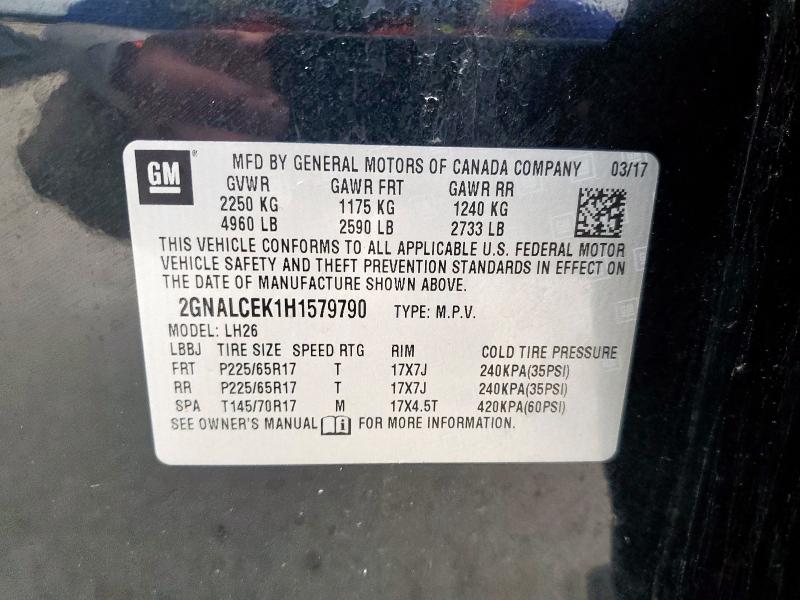 GM ® MFD BY GENERAL MOTORS OF CANADA COMPANY 03/17
GVWR GAWR FRT GAWR RR
2250 KG 1175 KG 1240 KG
4960 LB 2590 LB 2733 LB
THIS VEHICLE CONFORMS TO ALL APPLICABLE U.S. FEDERAL MOTOR
VEHICLE SAFETY AND THEFT PREVENTION STANDARDS IN EFFECT ON
THE DATE OF MANUFACTURE SHOWN ABOVE.
2GNALCEK1H1579790 TYPE: M.P.V.
MODEL: LH26
LBBJ TIRE SIZE SPEED RTG RIM COLD TIRE PRESSURE
FRT P225/65R17 T 17X7J 240KPA(35PSI)
RR P225/65R17 T 17X7J 240KPA(35PSI)
SPA T145/70R17 M 17X4.5T 420KPA(60PSI)
SEE OWNER'S MANUAL FOR MORE INFORMATION.